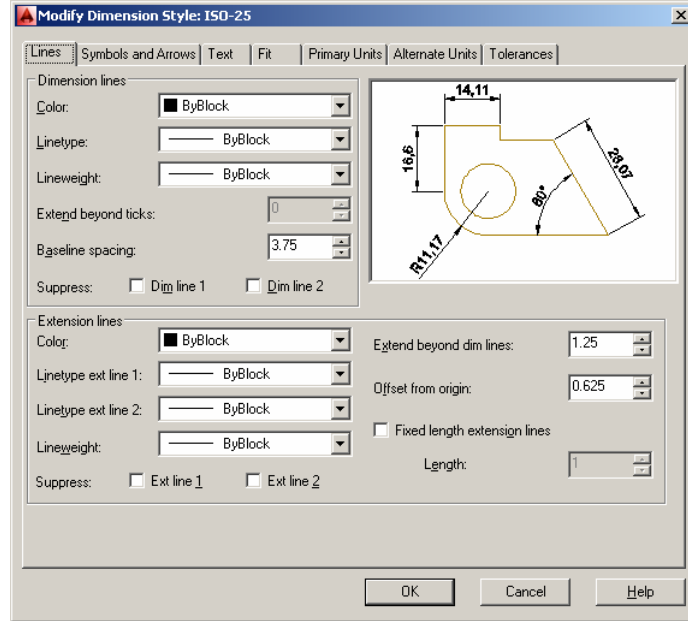 Modify Dimension Style: ISO-25
Lines Symbols and Arrows Text Fit Primary Units Alternate Units Tolerances
Dimension lines
Color: ByBlock
Linetype: ByBlock
Lineweight: ByBlock
Extend beyond ticks: 0
Baseline spacing: 3.75
Suppress: Dim line 1 Dim line 2
14,11
16,6
28,07
80°
R11,17
Extension lines
Color: ByBlock
Linetype ext line 1: ByBlock
Linetype ext line 2: ByBlock
Lineweight: ByBlock
Suppress: Ext line 1 Ext line 2
Extend beyond dim lines: 1.25
Offset from origin: 0.625
Fixed length extension lines
Length: 1
OK Cancel Help